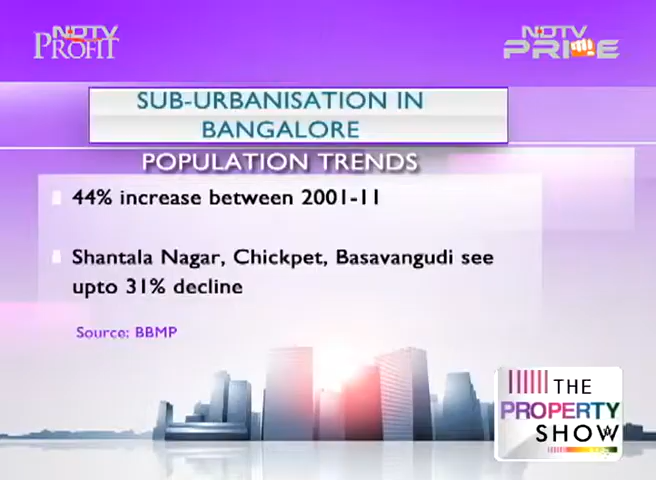 NDTV
PROFIT
NDTV
PRIME
SUB-URBANISATION IN
BANGALORE
POPULATION TRENDS
44% increase between 2001-11
Shantala Nagar, Chickpet, Basavangudi see
upto 31% decline
Source: BBMP
THE
PROPERTY
SHOW